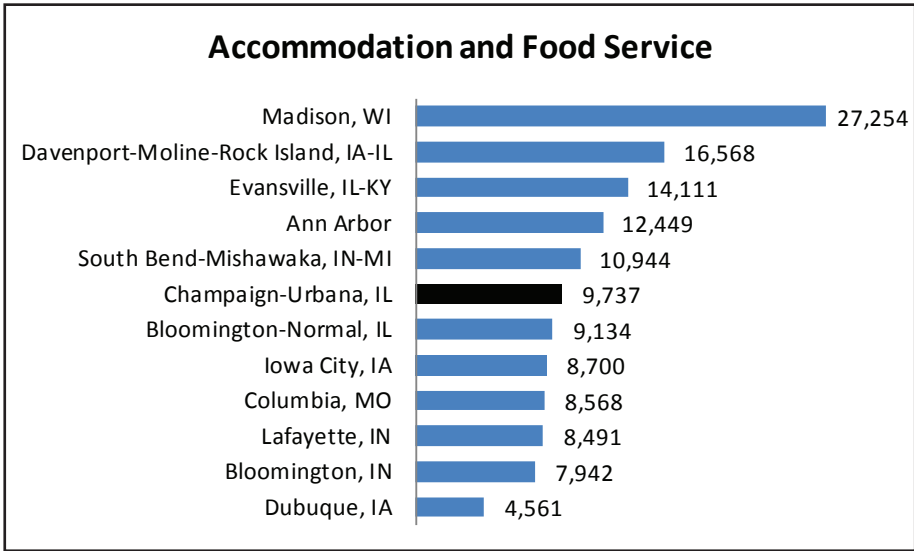 Accommodation and Food Service
Madison, WI 27,254
Davenport-Moline-Rock Island, IA-IL 16,568
Evansville, IL-KY 14,111
Ann Arbor 12,449
South Bend-Mishawaka, IN-MI 10,944
Champaign-Urbana, IL 9,737
Bloomington-Normal, IL 9,134
Iowa City, IA 8,700
Columbia, MO 8,568
Lafayette, IN 8,491
Bloomington, IN 7,942
Dubuque, IA 4,561